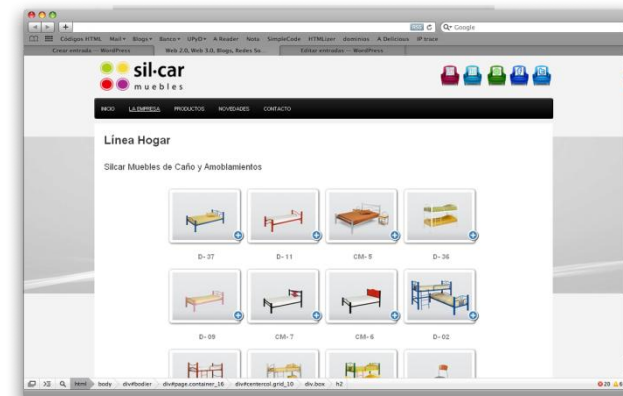 Google
Códigos HTML Mail Blogs Banco UPyD A Reader Nota SimpleCode HTMLizer dominios A Delicious IP trace
Crear entrada — WordPress
Web 2.0, Web 3.0, Blogs, Redes So...
Editar entradas — WordPress
sil·car
muebles
INICIO LA EMPRESA PRODUCTOS NOVEDADES CONTACTO
Línea Hogar
Silcar Muebles de Caño y Amoblamientos
D- 37 D- 11 CM- 5 D- 36
D- 09 CM- 7 CM- 6 D- 02
html body div#bodier div#page.container_16 div#centercol.grid_10 div.box h2
20